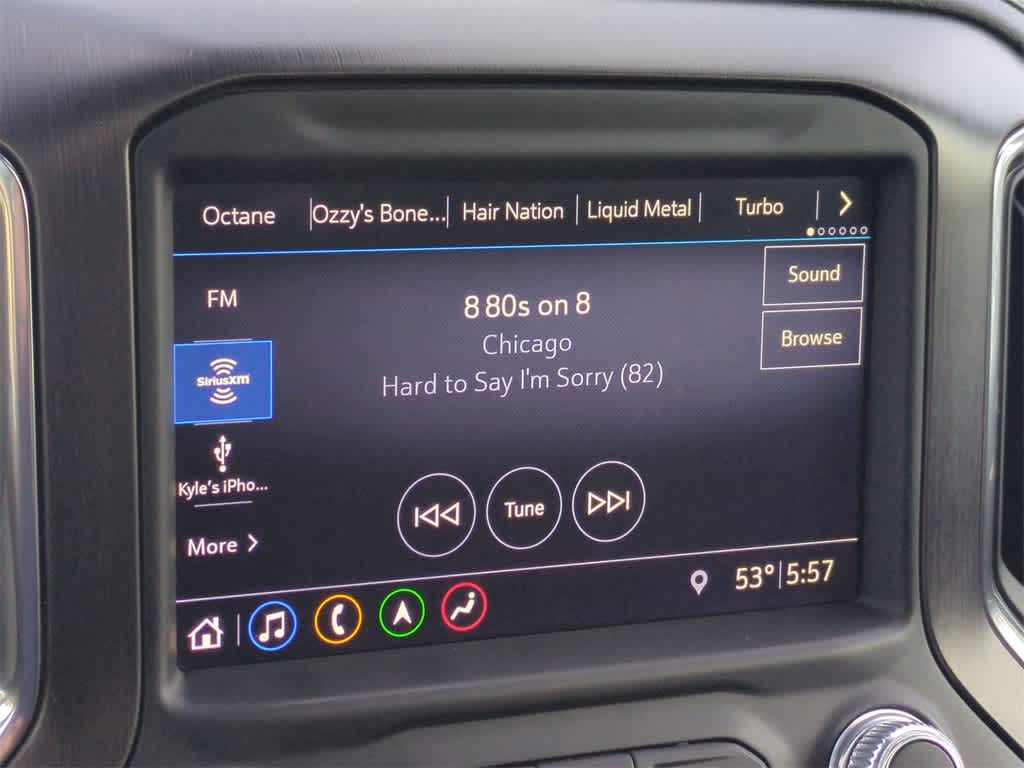 Octane Ozzy's Bone... Hair Nation Liquid Metal Turbo
FM
8 80s on 8
Sound
Chicago
Browse
SiriusXM
Hard to Say I'm Sorry (82)
Kyle's iPho...
Tune
More
53° 5:57